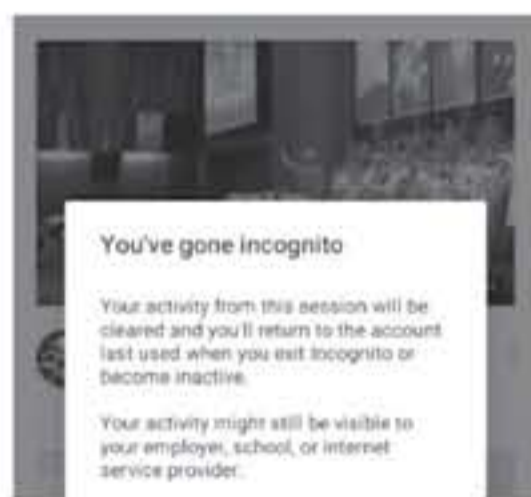 You've gone incognito
Your activity from this session will be
cleared and you'll return to the account
last used when you exit Incognito or
become inactive.
Your activity might still be visible to
your employer, school, or internet
service provider.